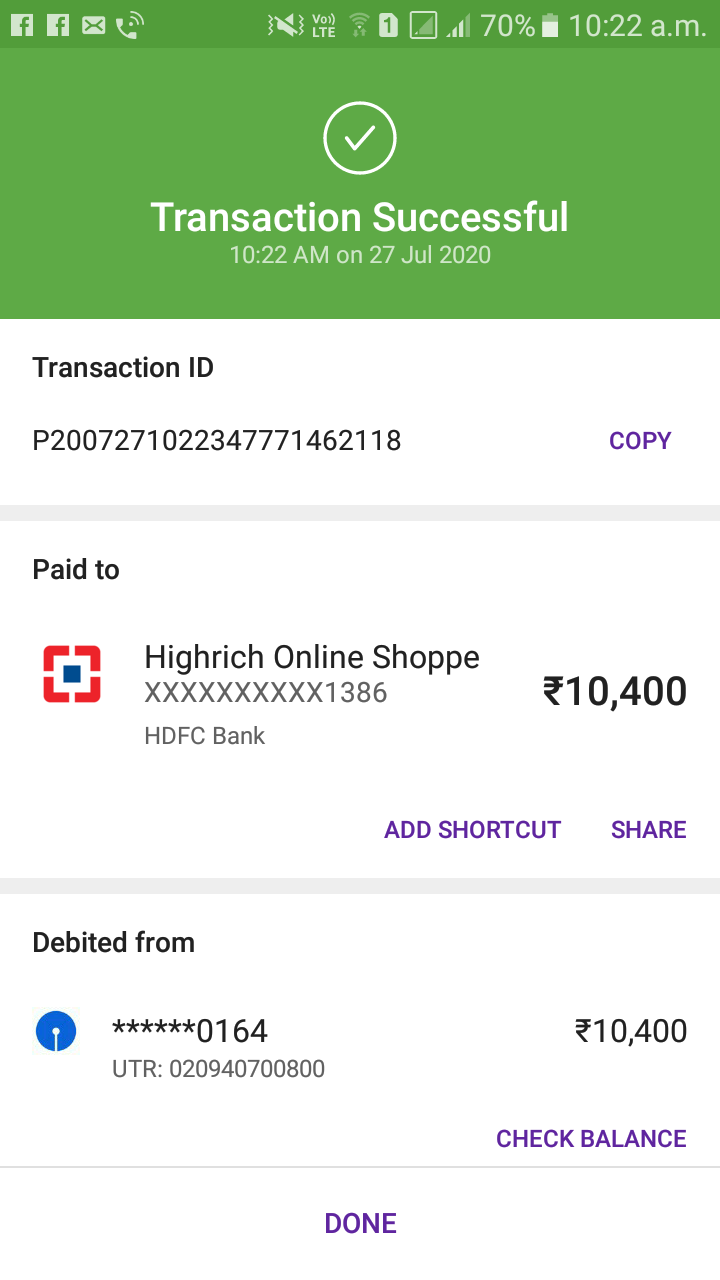 Vo))
LTE
1
70%
10:22 a.m.
Transaction Successful
10:22 AM on 27 Jul 2020
Transaction ID
P2007271022347771462118
COPY
Paid to
Highrich Online Shoppe
XXXXXXXXXX1386
₹10,400
HDFC Bank
ADD SHORTCUT
SHARE
Debited from
******0164
₹10,400
UTR: 020940700800
CHECK BALANCE
DONE